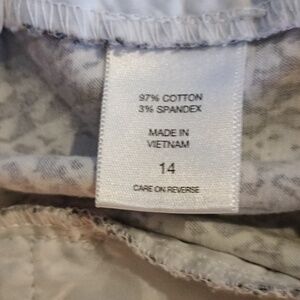 97% COTTON
3% SPANDEX
MADE IN
VIETNAM
14
CARE ON REVERSE